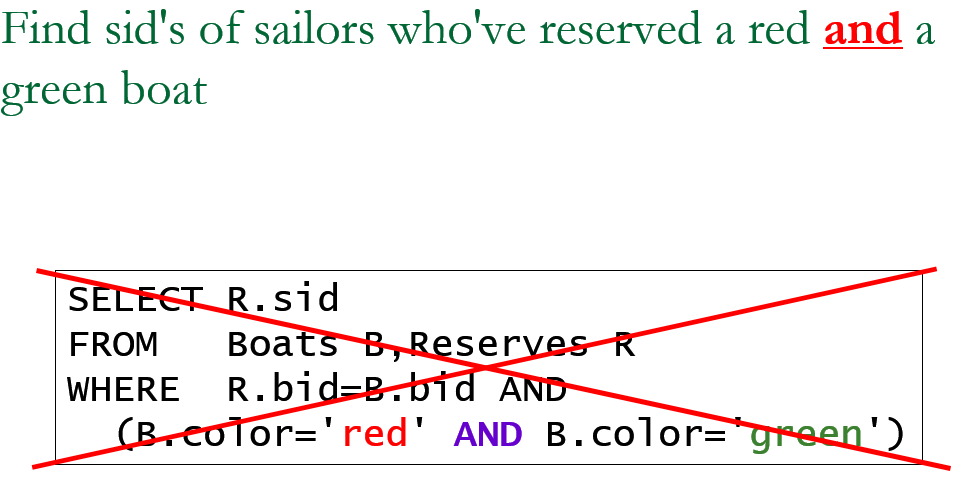 Find sid's of sailors who've reserved a red and a
green boat
SELECT R.sid
FROM   Boats B,Reserves R
WHERE  R.bid=B.bid AND
  (B.color='red' AND B.color='green')